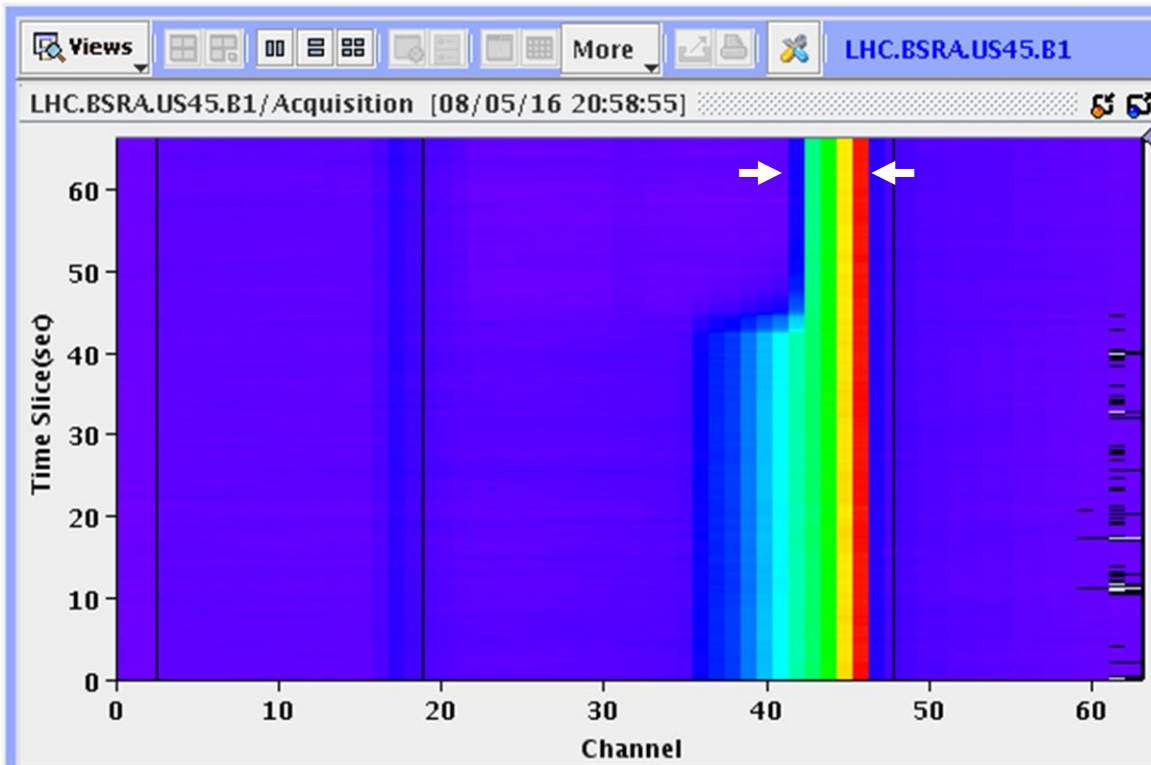 Views More LHC.BSRA.US45.B1
LHC.BSRA.US45.B1/Acquisition [08/05/16 20:58:55]
Time Slice(sec)
60
50
40
30
20
10
0
0 10 20 30 40 50 60
Channel